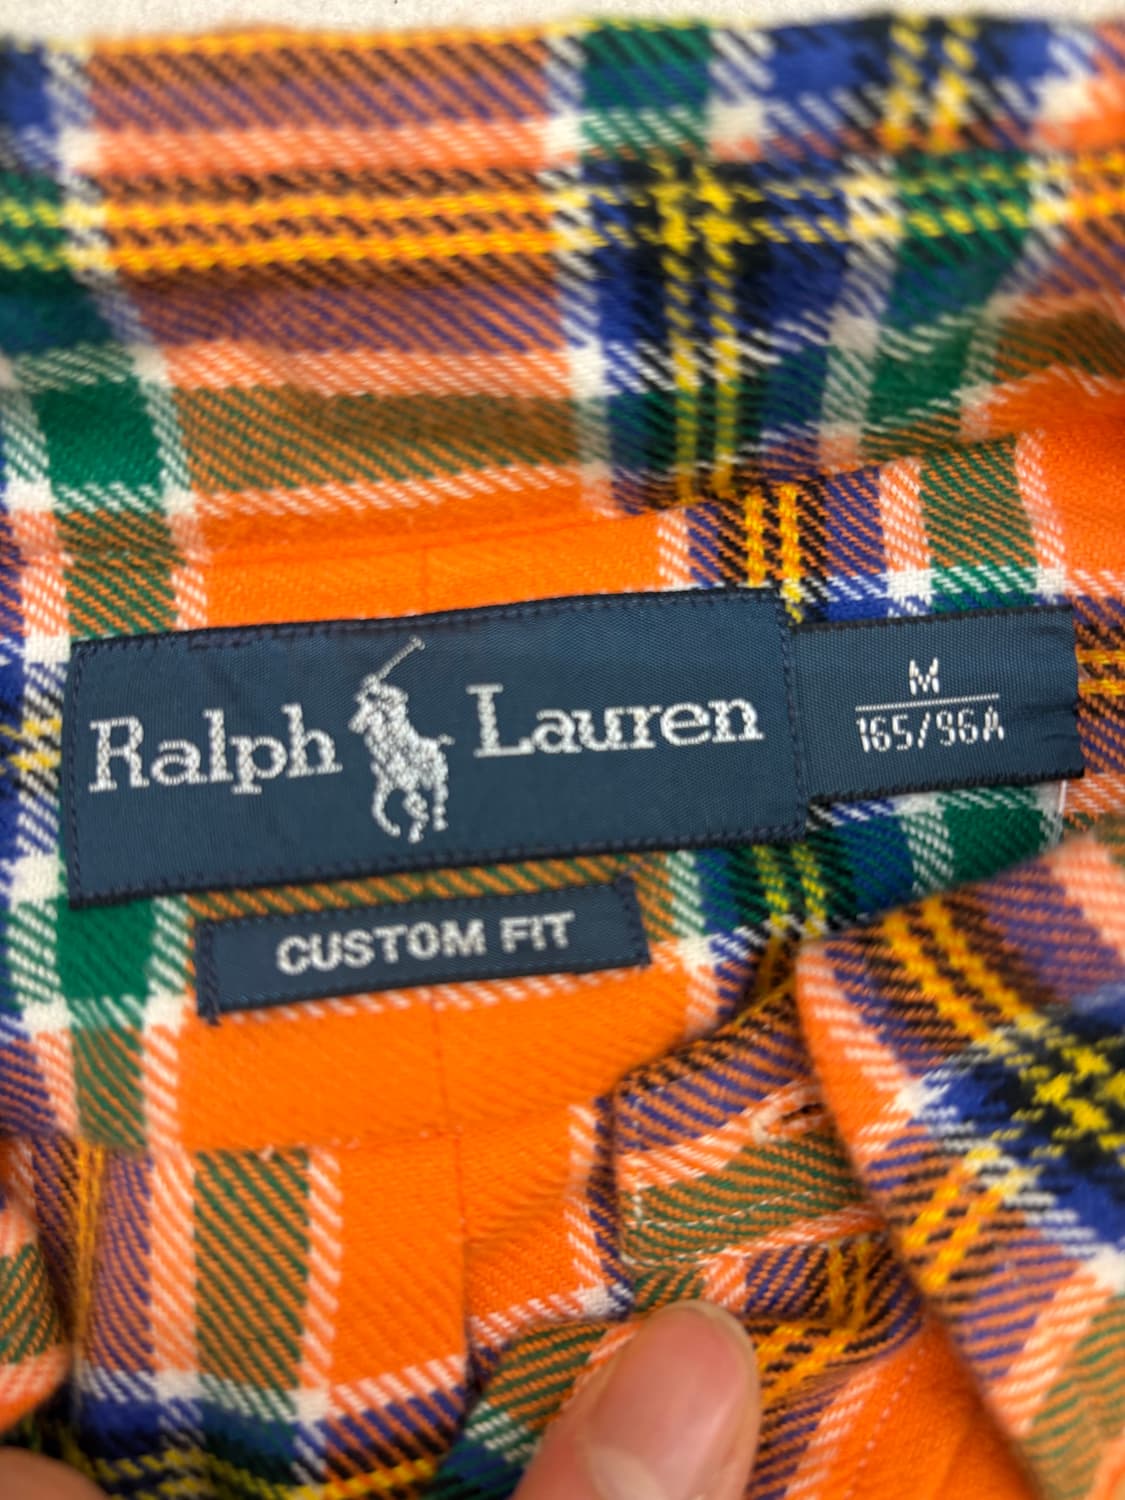 Ralph Lauren
M
165/96A
CUSTOM FIT